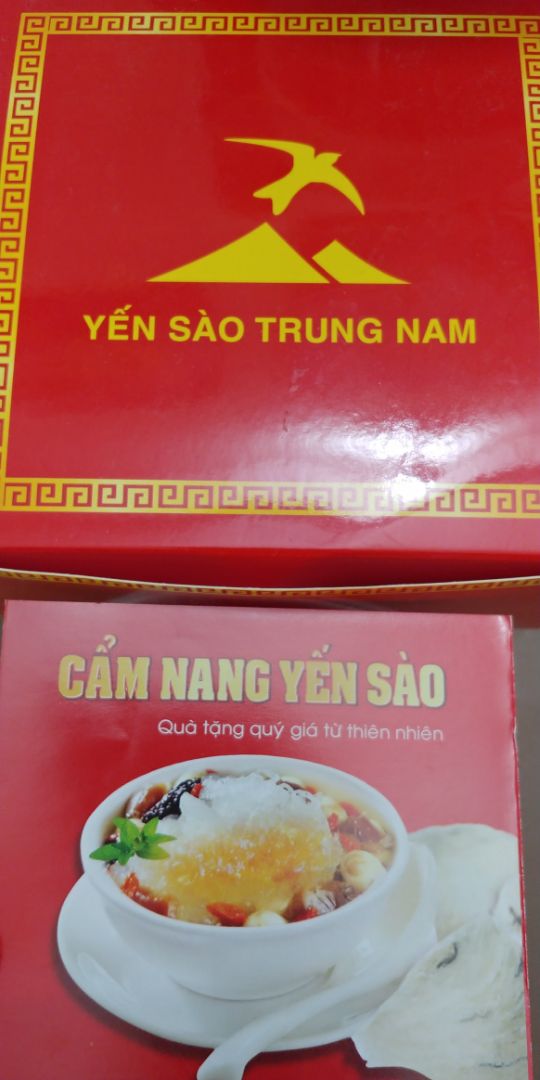 YẾN SÀO TRUNG NAM
CẨM NANG YẾN SÀO
Quà tặng quý giá từ thiên nhiên